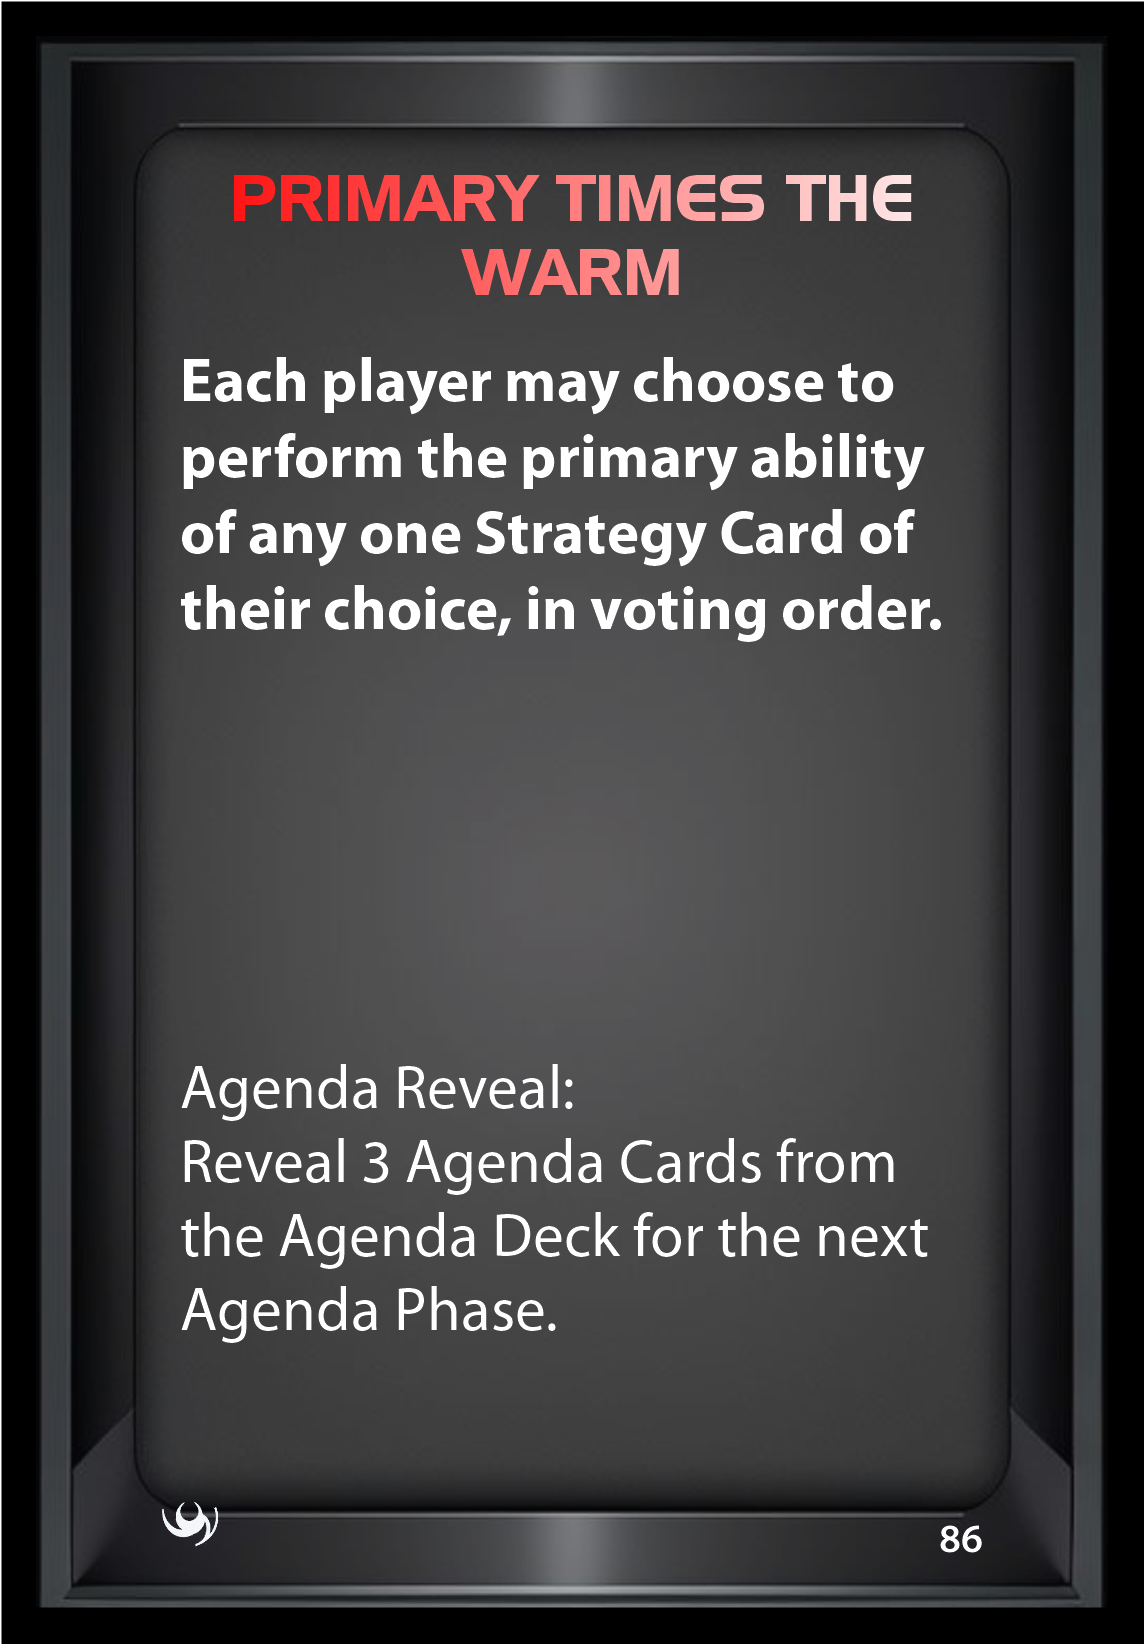 PRIMARY TIMES THE
WARM
Each player may choose to
perform the primary ability
of any one Strategy Card of
their choice, in voting order.
Agenda Reveal:
Reveal 3 Agenda Cards from
the Agenda Deck for the next
Agenda Phase.
86